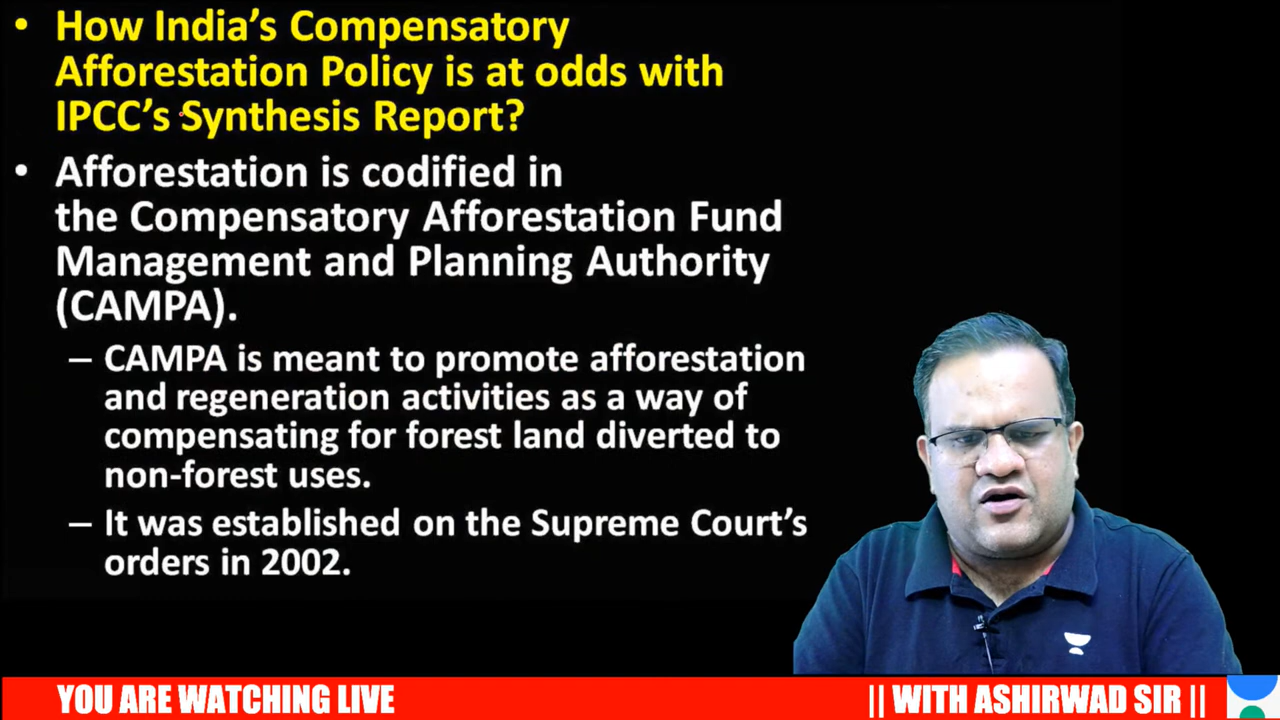 • How India's Compensatory
Afforestation Policy is at odds with
IPCC's Synthesis Report?
• Afforestation is codified in
the Compensatory Afforestation Fund
Management and Planning Authority
(CAMPA).
– CAMPA is meant to promote afforestation
and regeneration activities as a way of
compensating for forest land diverted to
non-forest uses.
– It was established on the Supreme Court's
orders in 2002.
YOU ARE WATCHING LIVE
|| WITH ASHIRWAD SIR ||